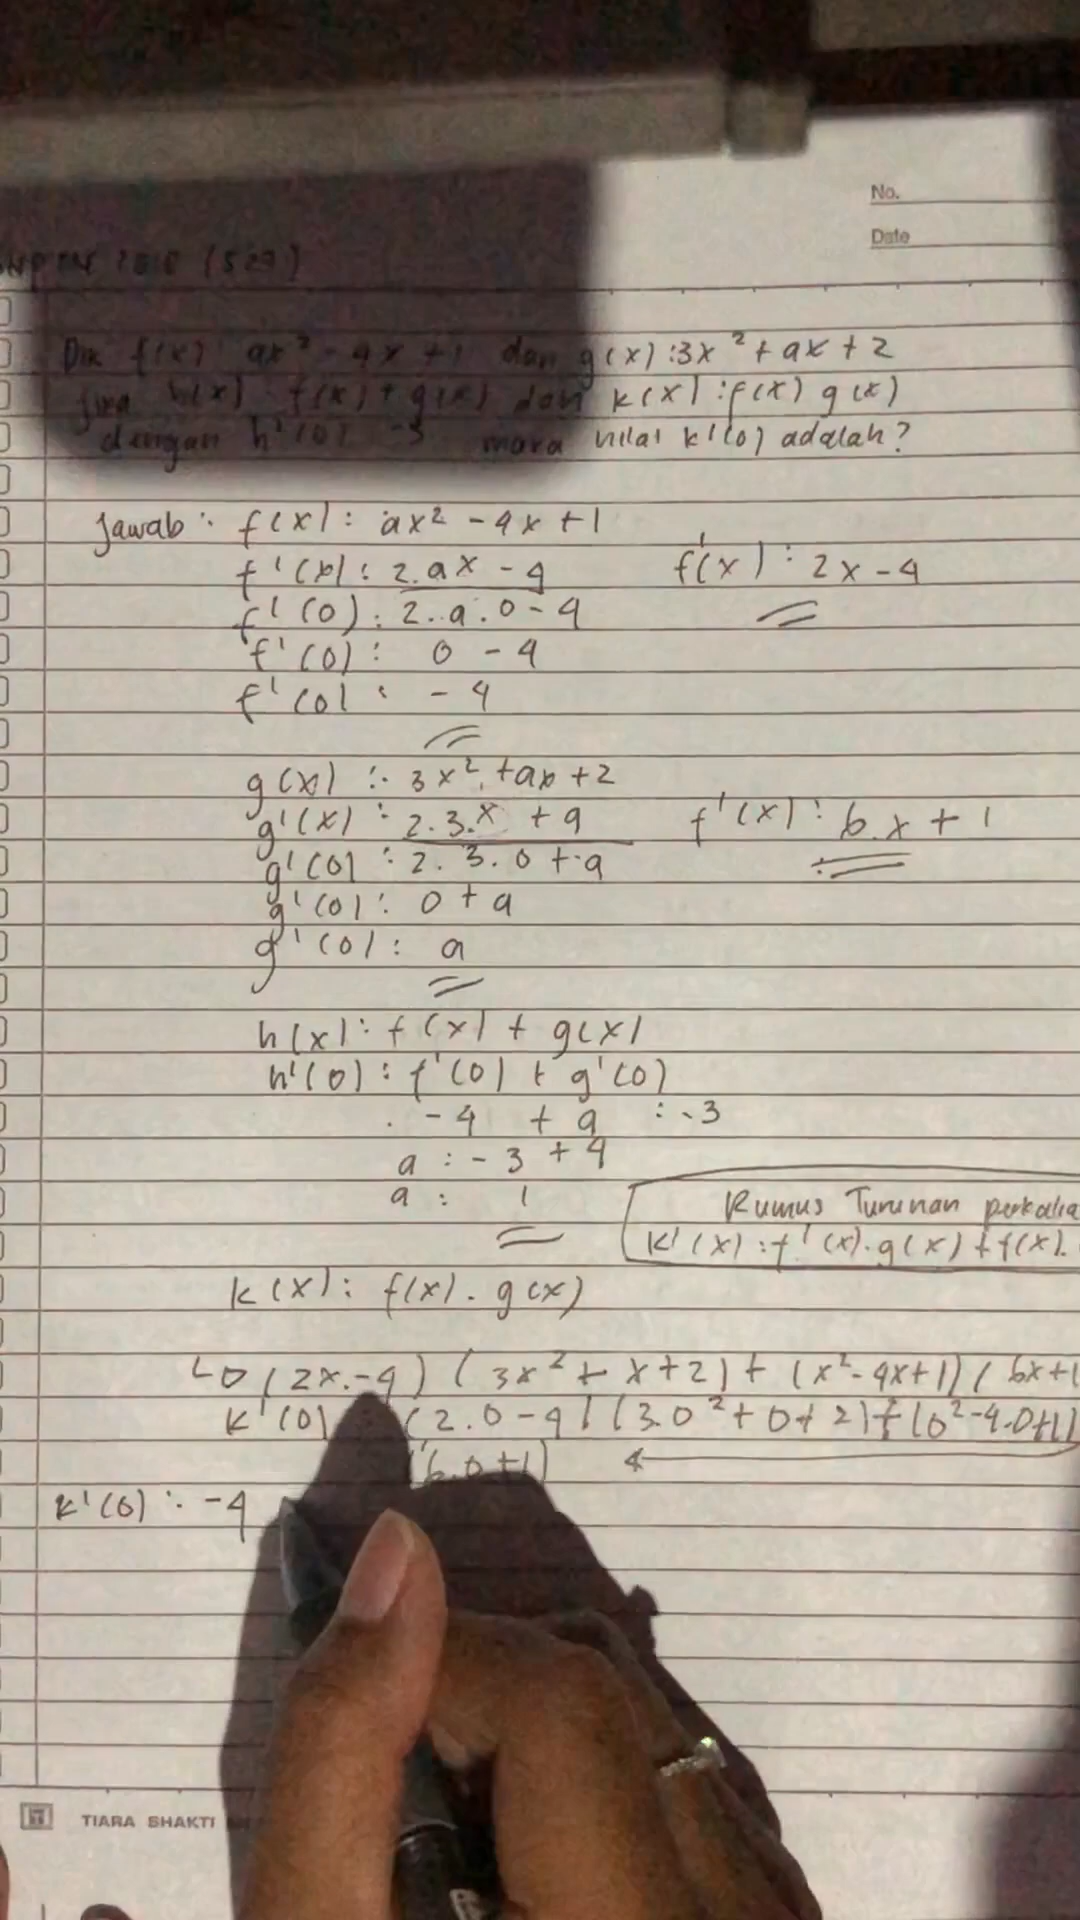 No.
Date
(529)
Dik f(x) : ax² - 4x + 1 dan g(x) : 3x² + ax + 2
Jika h(x) f(x) + g(x) dan k(x) : f(x) g(x)
dengan h'(0) -3 maka nilai k'(0) adalah?
Jawab : f(x) : ax² - 4x + 1
f'(x) : 2.ax - 4 f'(x) : 2x - 4
f'(0) : 2.a.0 - 4
f'(0) : 0 - 4
f'(0) : - 4
g(x) : 3x² + ax + 2
g'(x) : 2.3.x + a f'(x) : 6.x + 1
g'(0) : 2.3.0 + a
g'(0) : 0 + a
g'(0) : a
h(x) : f(x) + g(x)
h'(0) : f'(0) + g'(0)
- 4 + a : -3
a : - 3 + 4
a : 1
Rumus Turunan perkalia
k'(x) : f'(x).g(x) + f(x).
k(x) : f(x) . g(x)
(2x - 4) (3x² + x + 2) + (x² - 4x + 1) (6x + 1
k'(0) : (2.0 - 4) (3.0² + 0 + 2) + (0² - 4.0 + 1)
(6.0 + 1)
k'(0) : -4
TIARA SHAKTI